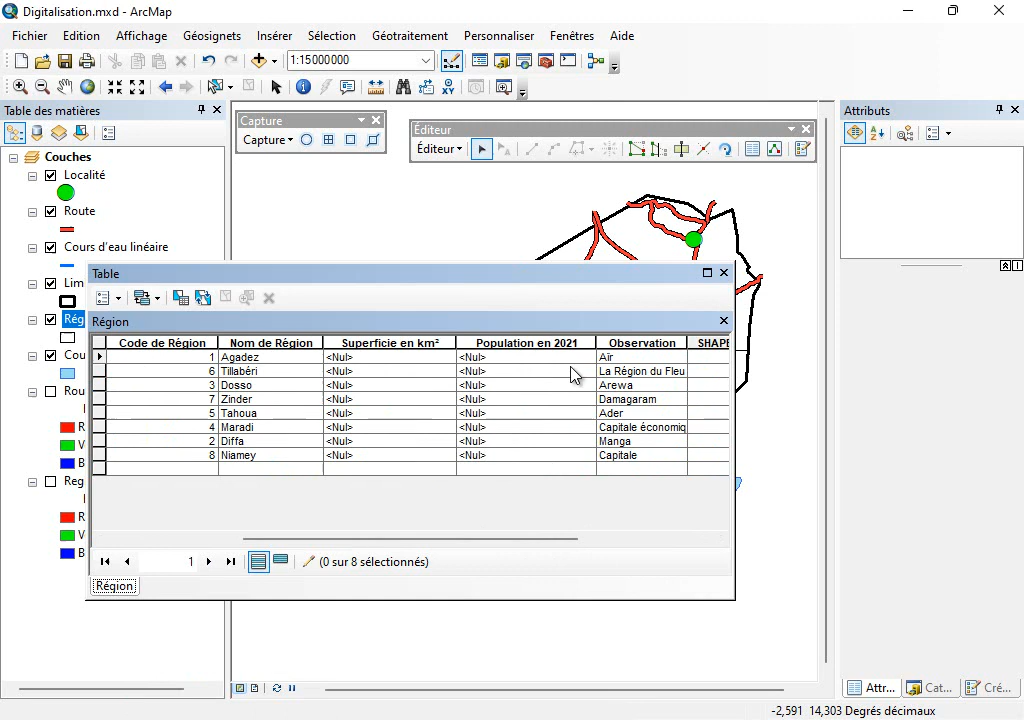 Digitalisation.mxd - ArcMap
Fichier Edition Affichage Géosignets Insérer Sélection Géotraitement Personnaliser Fenêtres Aide
1:15000000
Table des matières
Couches
Localité
Route
Cours d'eau linéaire
Lim
Rég
Cou
Rou
R
V
B
Reg
R
V
B
Capture
Capture
Éditeur
Éditeur
Attributs
Table
Région
Code de Région Nom de Région Superficie en km² Population en 2021 Observation SHAPE
1 Agadez <Nul> <Nul> Aïr
6 Tillabéri <Nul> <Nul> La Région du Fleu
3 Dosso <Nul> <Nul> Arewa
7 Zinder <Nul> <Nul> Damagaram
5 Tahoua <Nul> <Nul> Ader
4 Maradi <Nul> <Nul> Capitale économiq
2 Diffa <Nul> <Nul> Manga
8 Niamey <Nul> <Nul> Capitale
1 (0 sur 8 sélectionnés)
Région
Attr... Cat... Cré...
-2,591 14,303 Degrés décimaux